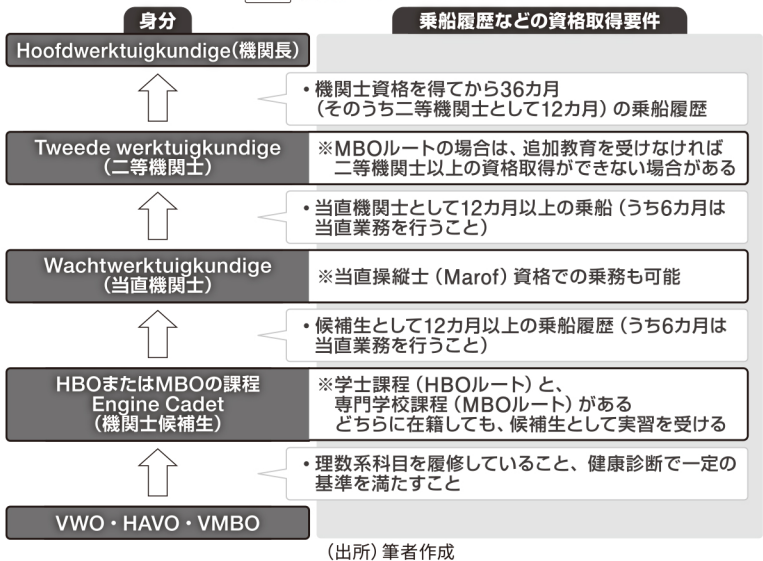 身分
乗船履歴などの資格取得要件
Hoofdwerktuigkundige(機関長)
・機関士資格を得てから36カ月
(そのうち二等機関士として12カ月)の乗船履歴
Tweede werktuigkundige
(二等機関士)
※MBOルートの場合は、追加教育を受けなければ
二等機関士以上の資格取得ができない場合がある
・当直機関士として12カ月以上の乗船(うち6カ月は
当直業務を行うこと)
Wachtwerktuigkundige
(当直機関士)
※当直操縦士(Marof)資格での乗務も可能
・候補生として12カ月以上の乗船履歴(うち6カ月は
当直業務を行うこと)
HBOまたはMBOの課程
Engine Cadet
(機関士候補生)
※学士課程(HBOルート)と、
専門学校課程(MBOルート)がある
どちらに在籍しても、候補生として実習を受ける
・理数系科目を履修していること、健康診断で一定の
基準を満たすこと
VWO・HAVO・VMBO
(出所)筆者作成